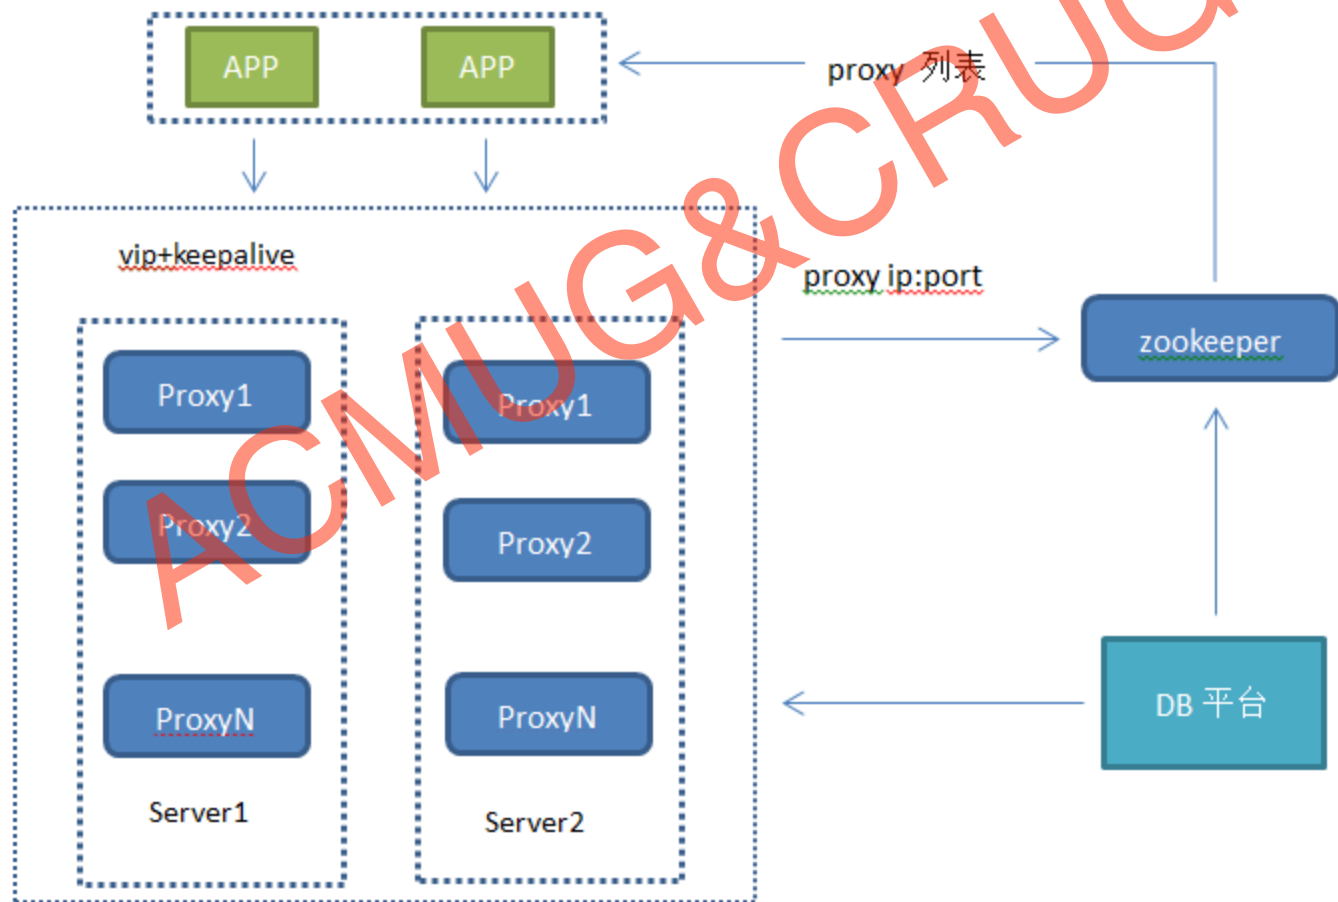 APP
APP
proxy 列表
vip+keepalive
proxy ip:port
zookeeper
Proxy1
Proxy2
ProxyN
Server1
Proxy1
Proxy2
ProxyN
Server2
DB 平台
ACMUG&CRUG